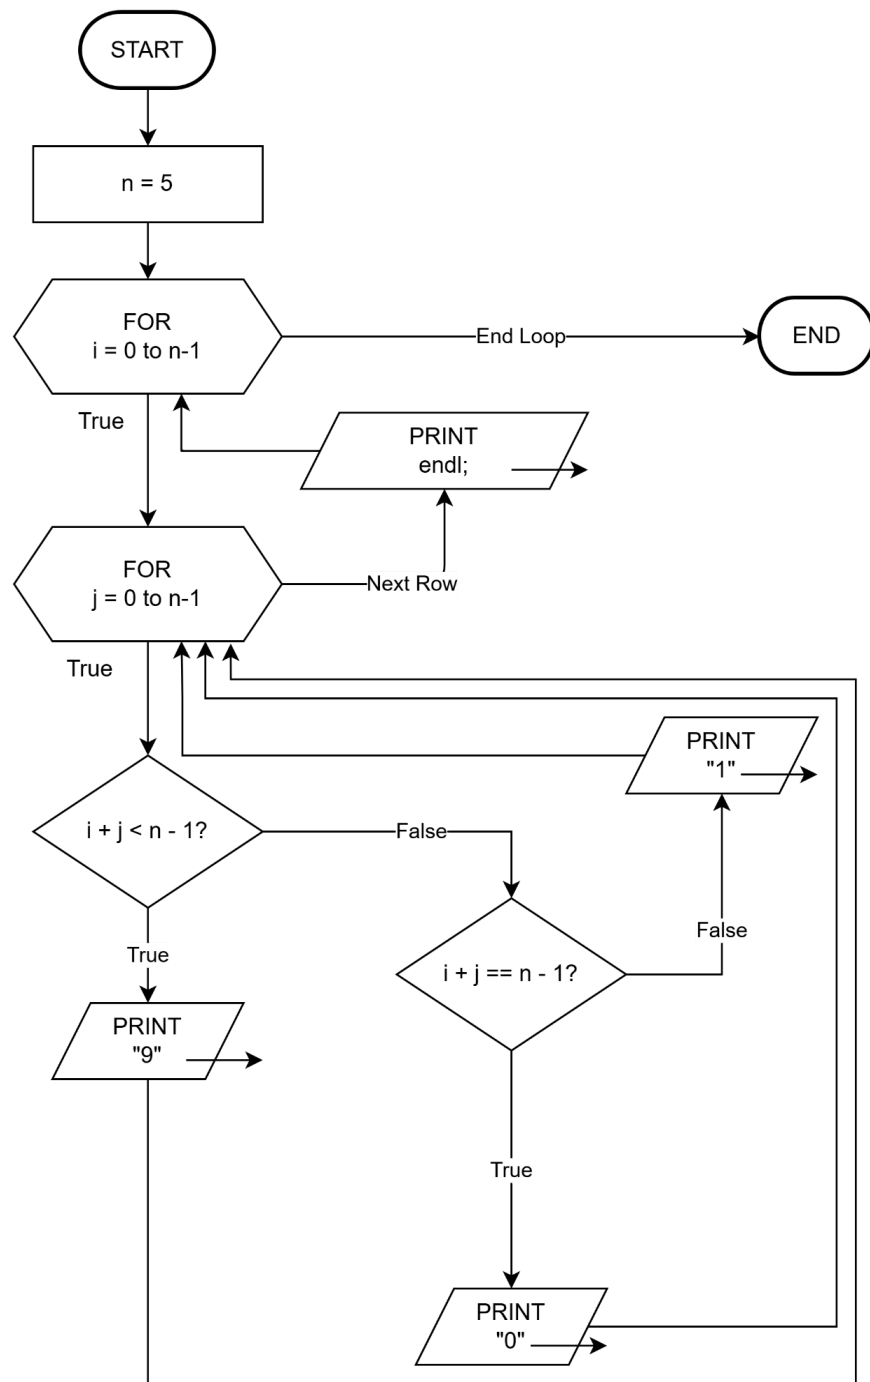 START
n = 5
FOR
i = 0 to n-1
End Loop
END
True
PRINT
endl;
FOR
j = 0 to n-1
Next Row
True
PRINT
"1"
i + j < n - 1?
False
False
True
i + j == n - 1?
PRINT
"9"
True
PRINT
"0"